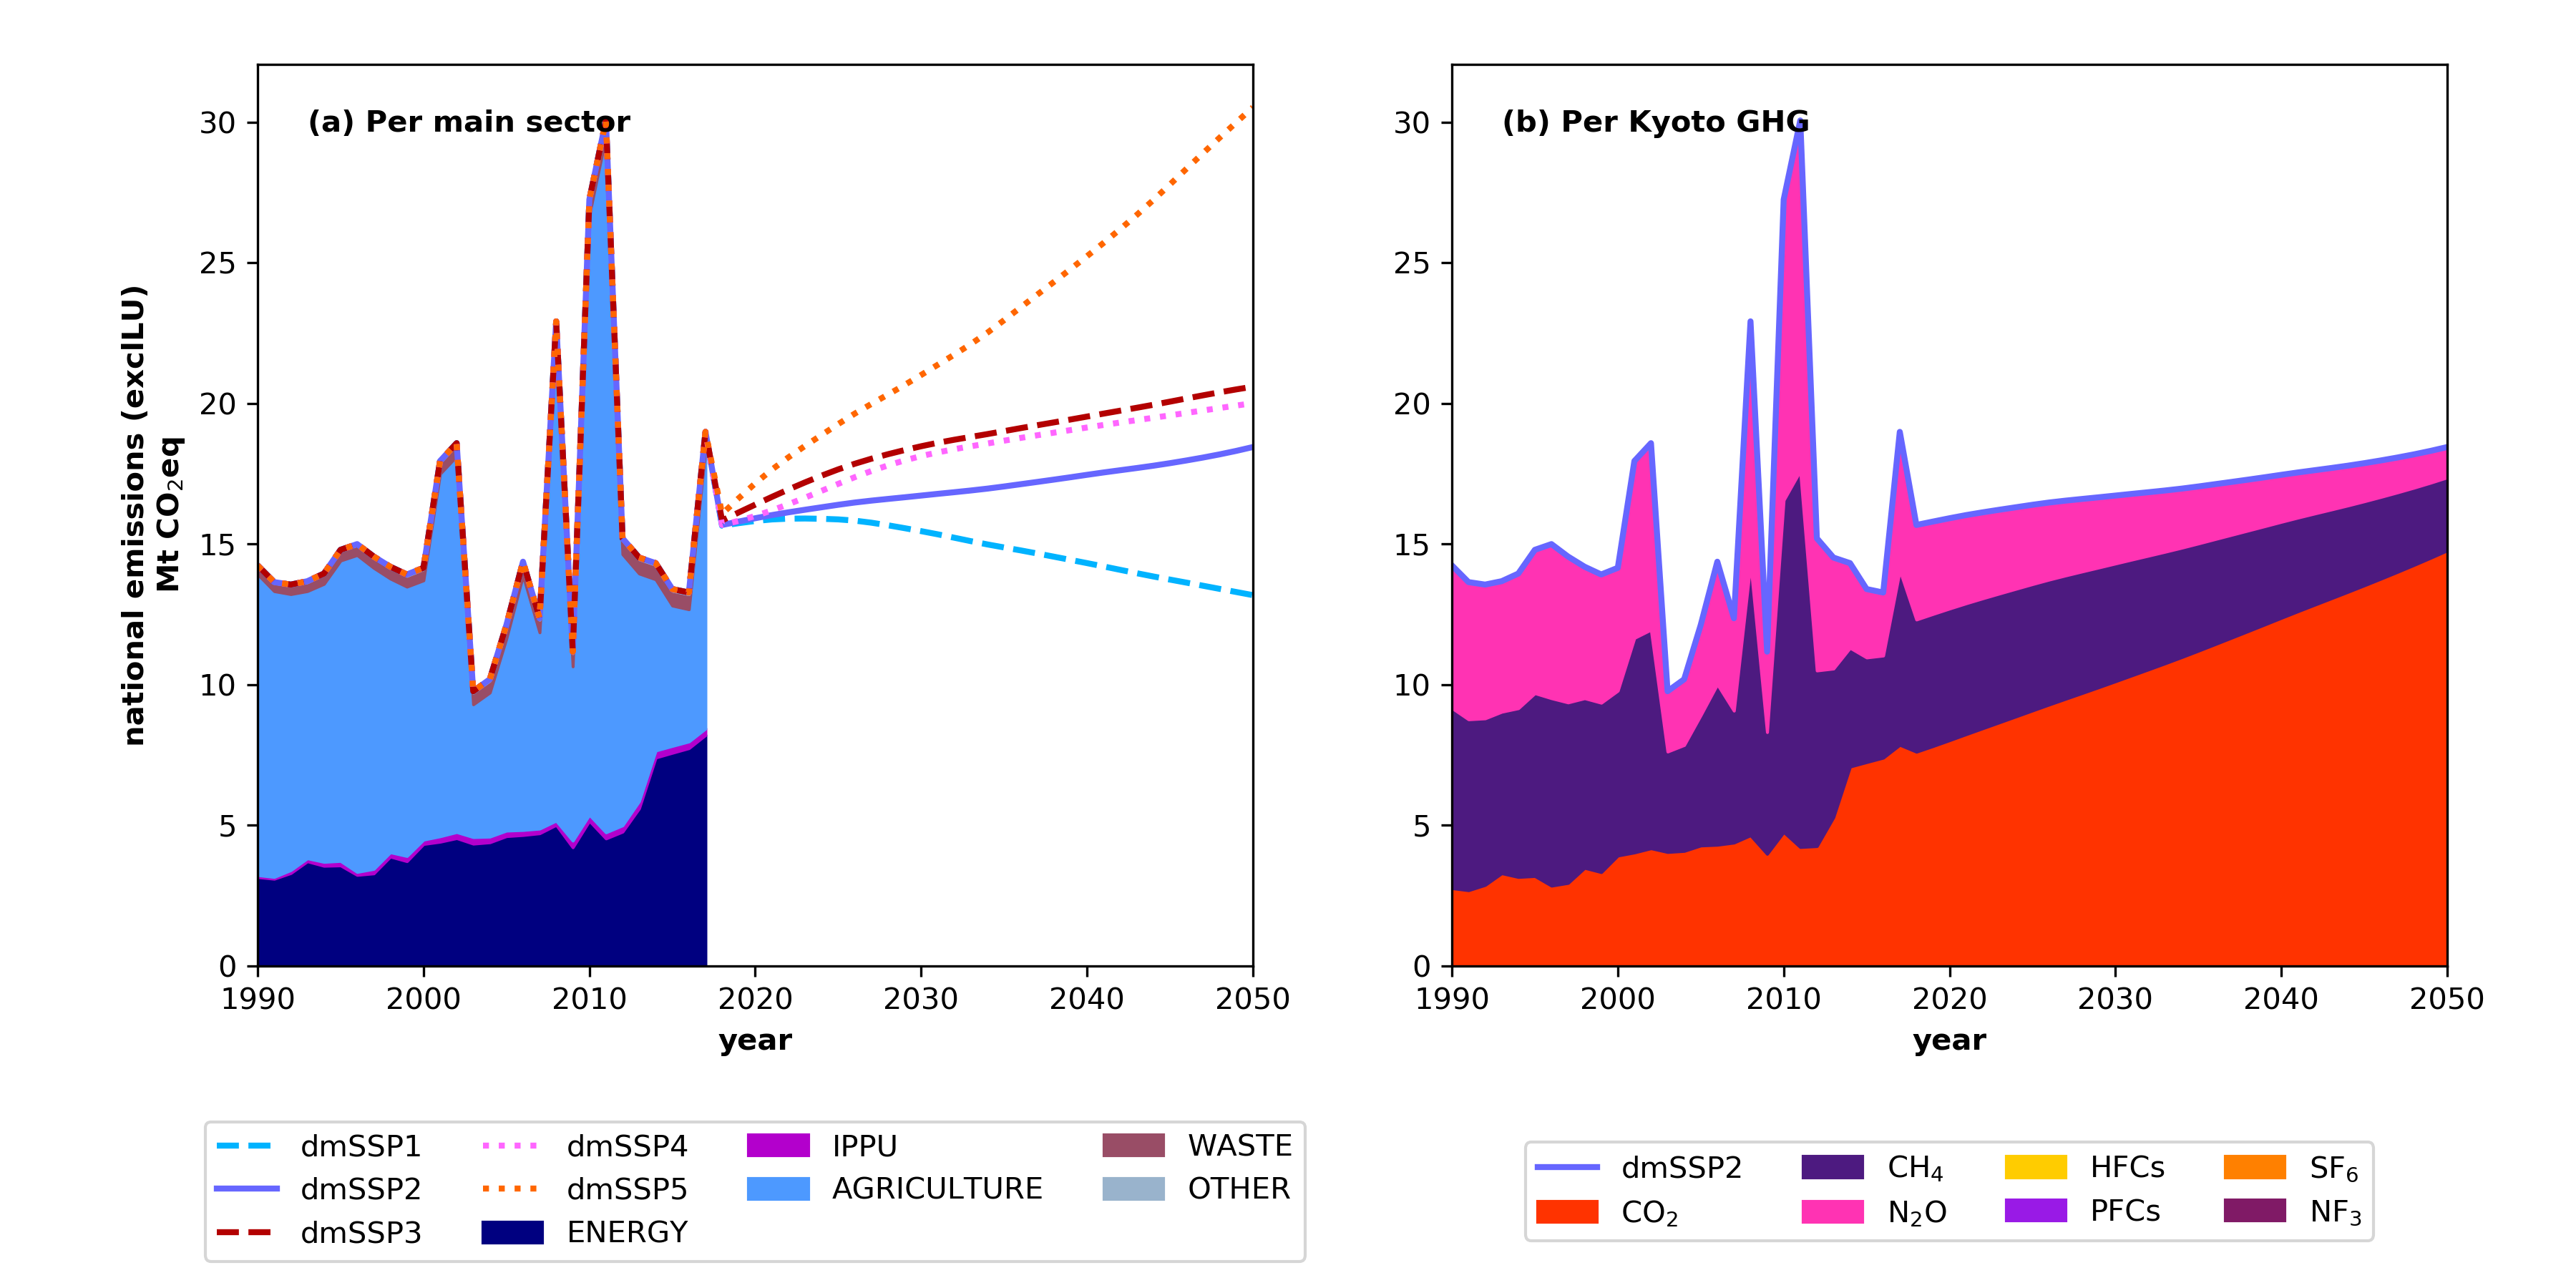 (a) Per main sector
national emissions (exclLU)
Mt CO₂eq
30
25
20
15
10
5
0
1990 2000 2010 2020 2030 2040 2050
year
(b) Per Kyoto GHG
30
25
20
15
10
5
0
1990 2000 2010 2020 2030 2040 2050
year
dmSSP1 dmSSP4 IPPU WASTE
dmSSP2 dmSSP5 AGRICULTURE OTHER
dmSSP3 ENERGY
dmSSP2 CH₄ HFCs SF₆
CO₂ N₂O PFCs NF₃